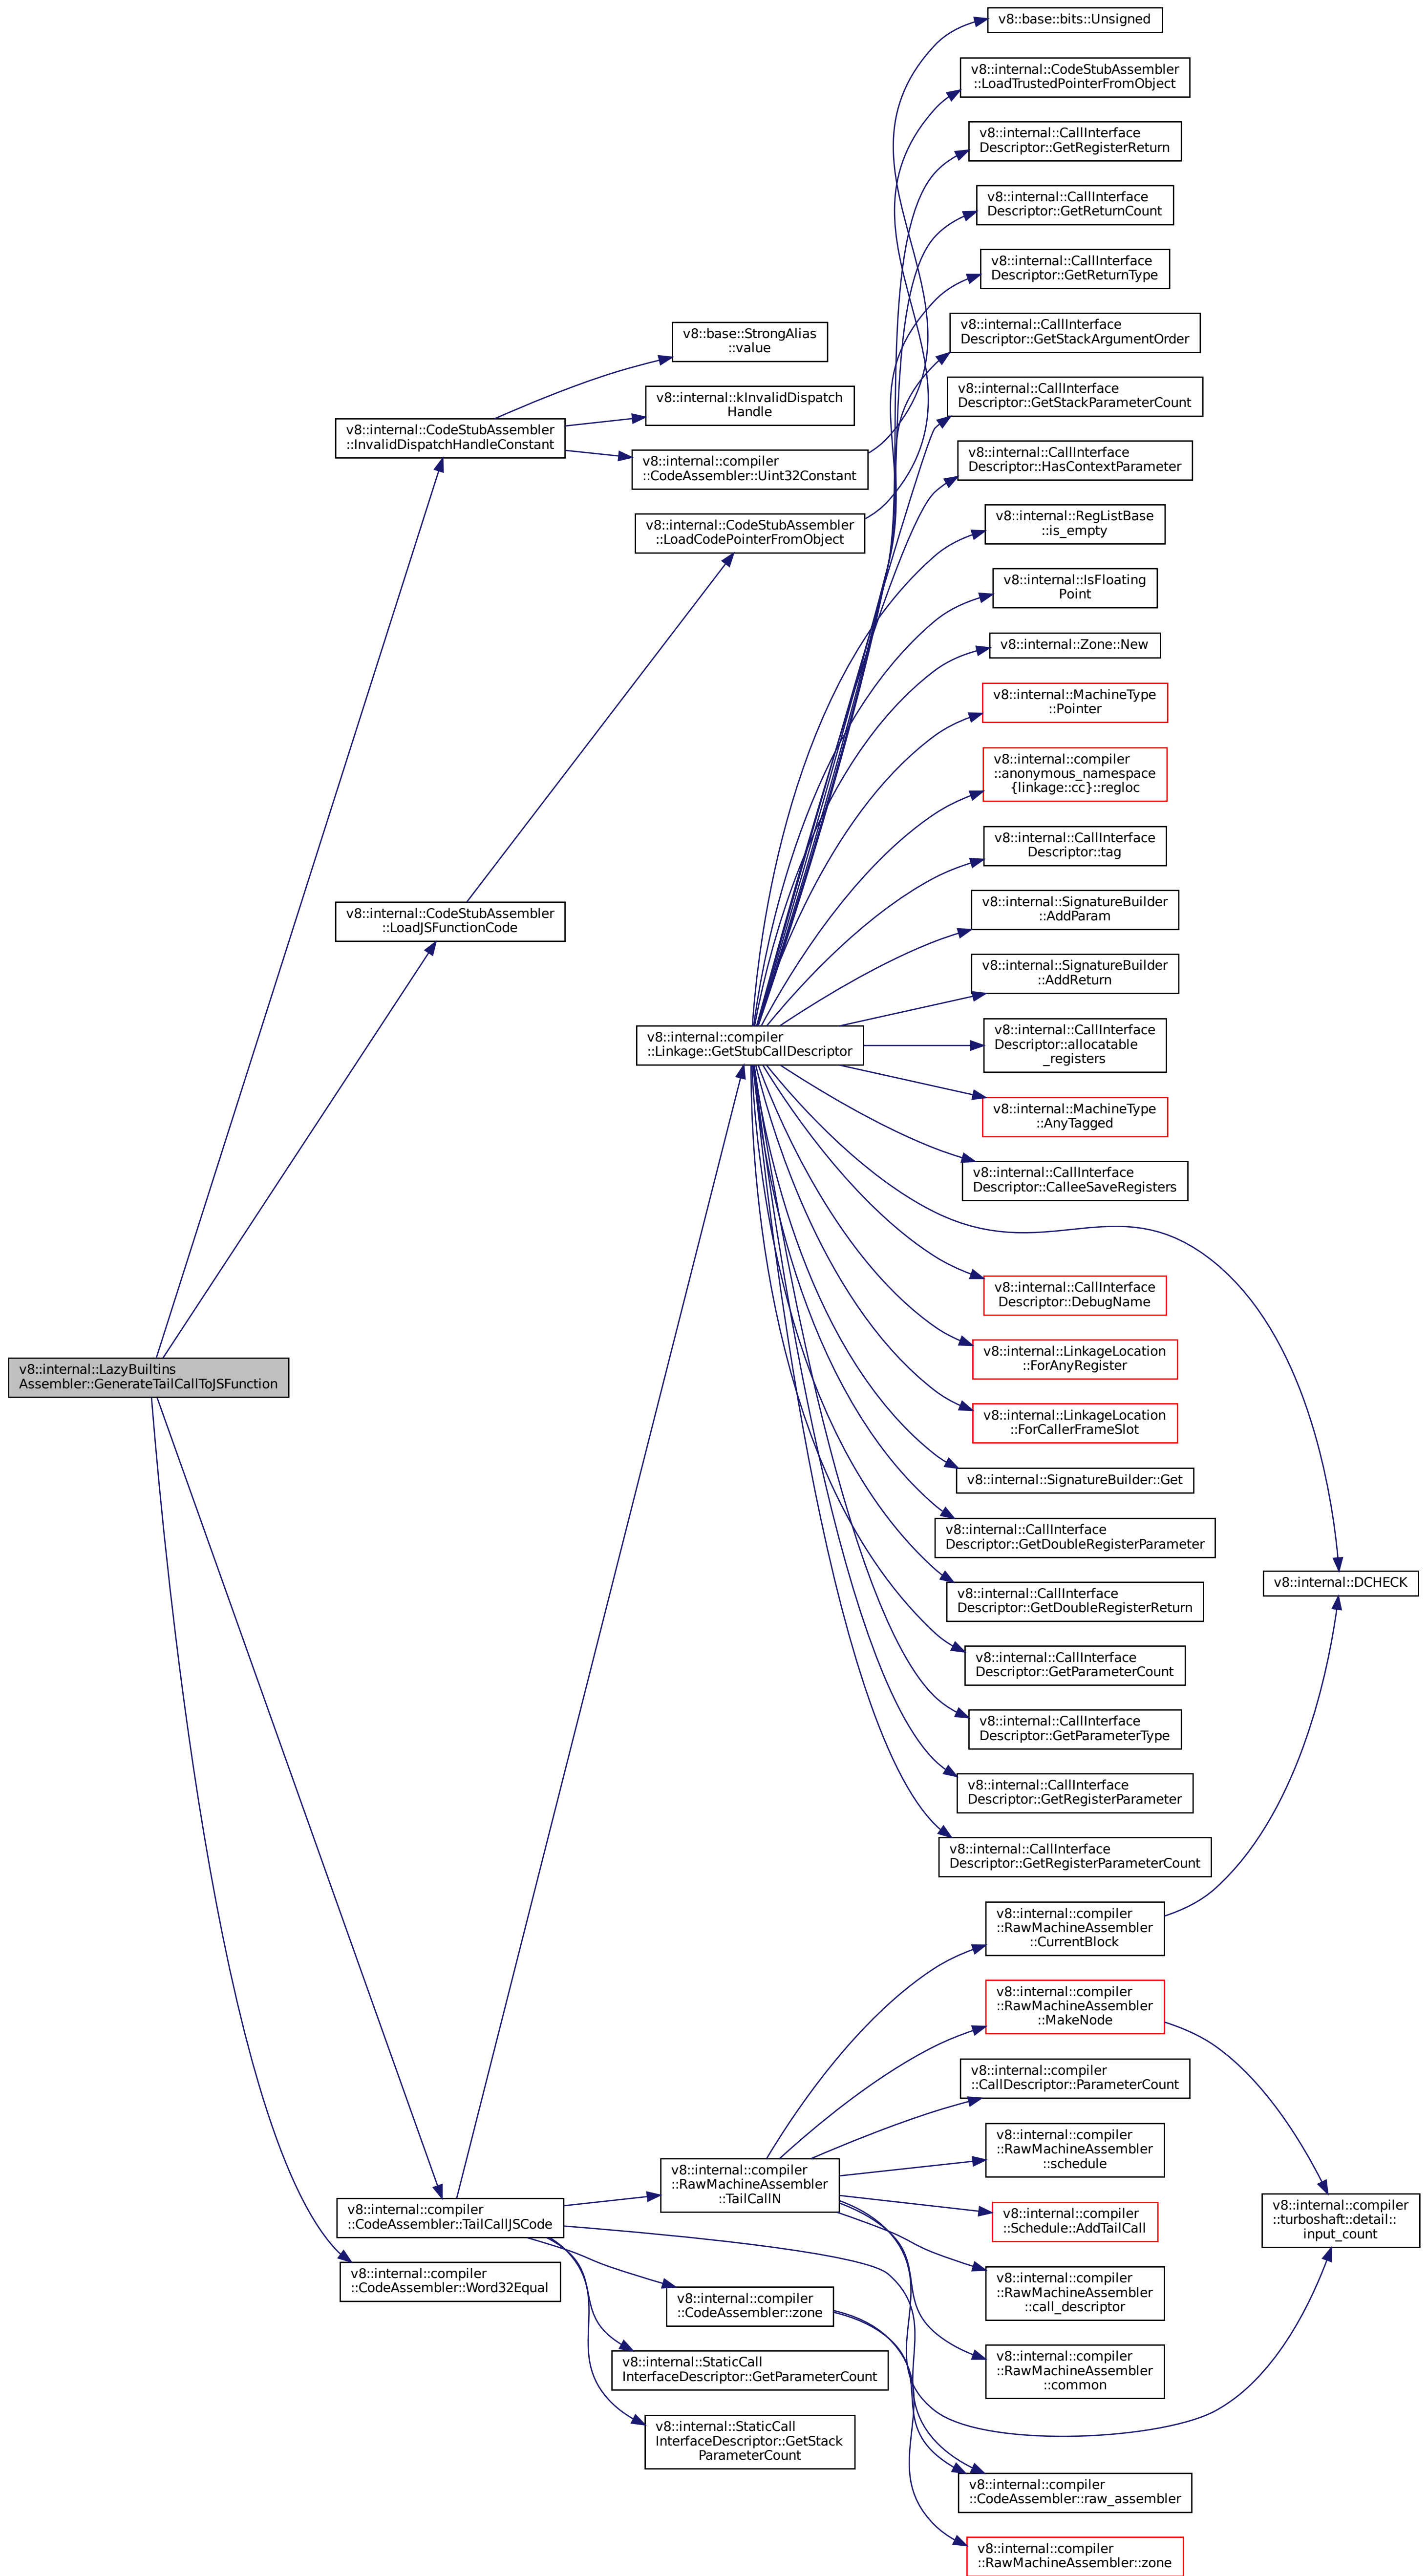 v8::base::bits::Unsigned
v8::internal::CodeStubAssembler
::LoadTrustedPointerFromObject
v8::internal::CallInterface
Descriptor::GetRegisterReturn
v8::internal::CallInterface
Descriptor::GetReturnCount
v8::internal::CallInterface
Descriptor::GetReturnType
v8::internal::CallInterface
Descriptor::GetStackArgumentOrder
v8::base::StrongAlias
::value
v8::internal::CallInterface
Descriptor::GetStackParameterCount
v8::internal::kInvalidDispatch
Handle
v8::internal::CodeStubAssembler
::InvalidDispatchHandleConstant
v8::internal::CallInterface
Descriptor::HasContextParameter
v8::internal::compiler
::CodeAssembler::Uint32Constant
v8::internal::RegListBase
::is_empty
v8::internal::CodeStubAssembler
::LoadCodePointerFromObject
v8::internal::IsFloating
Point
v8::internal::Zone::New
v8::internal::MachineType
::Pointer
v8::internal::compiler
::anonymous_namespace
{linkage::cc}::regloc
v8::internal::CallInterface
Descriptor::tag
v8::internal::CodeStubAssembler
::LoadJSFunctionCode
v8::internal::SignatureBuilder
::AddParam
v8::internal::SignatureBuilder
::AddReturn
v8::internal::compiler
::Linkage::GetStubCallDescriptor
v8::internal::CallInterface
Descriptor::allocatable
_registers
v8::internal::MachineType
::AnyTagged
v8::internal::CallInterface
Descriptor::CalleeSaveRegisters
v8::internal::CallInterface
Descriptor::DebugName
v8::internal::LinkageLocation
::ForAnyRegister
v8::internal::LazyBuiltins
Assembler::GenerateTailCallToJSFunction
v8::internal::LinkageLocation
::ForCallerFrameSlot
v8::internal::SignatureBuilder::Get
v8::internal::CallInterface
Descriptor::GetDoubleRegisterParameter
v8::internal::DCHECK
v8::internal::CallInterface
Descriptor::GetDoubleRegisterReturn
v8::internal::CallInterface
Descriptor::GetParameterCount
v8::internal::CallInterface
Descriptor::GetParameterType
v8::internal::CallInterface
Descriptor::GetRegisterParameter
v8::internal::CallInterface
Descriptor::GetRegisterParameterCount
v8::internal::compiler
::RawMachineAssembler
::CurrentBlock
v8::internal::compiler
::RawMachineAssembler
::MakeNode
v8::internal::compiler
::CallDescriptor::ParameterCount
v8::internal::compiler
::RawMachineAssembler
::schedule
v8::internal::compiler
::RawMachineAssembler
::TailCallN
v8::internal::compiler
::CodeAssembler::TailCallJSCode
v8::internal::compiler
::Schedule::AddTailCall
v8::internal::compiler
::turboshaft::detail::
input_count
v8::internal::compiler
::CodeAssembler::Word32Equal
v8::internal::compiler
::RawMachineAssembler
::call_descriptor
v8::internal::compiler
::CodeAssembler::zone
v8::internal::compiler
::RawMachineAssembler
::common
v8::internal::StaticCall
InterfaceDescriptor::GetParameterCount
v8::internal::StaticCall
InterfaceDescriptor::GetStack
ParameterCount
v8::internal::compiler
::CodeAssembler::raw_assembler
v8::internal::compiler
::RawMachineAssembler::zone